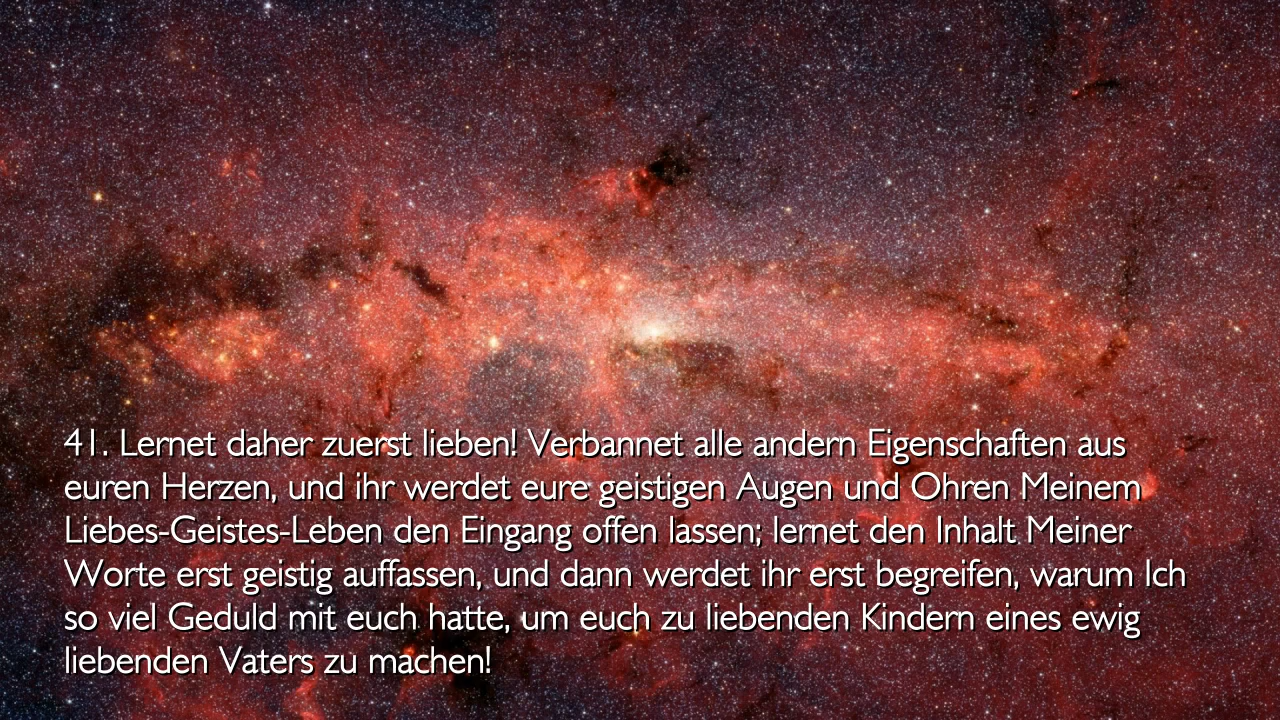 41. Lernet daher zuerst lieben! Verbannet alle andern Eigenschaften aus
euren Herzen, und ihr werdet eure geistigen Augen und Ohren Meinem
Liebes-Geistes-Leben den Eingang offen lassen; lernet den Inhalt Meiner
Worte erst geistig auffassen, und dann werdet ihr erst begreifen, warum Ich
so viel Geduld mit euch hatte, um euch zu liebenden Kindern eines ewig
liebenden Vaters zu machen!